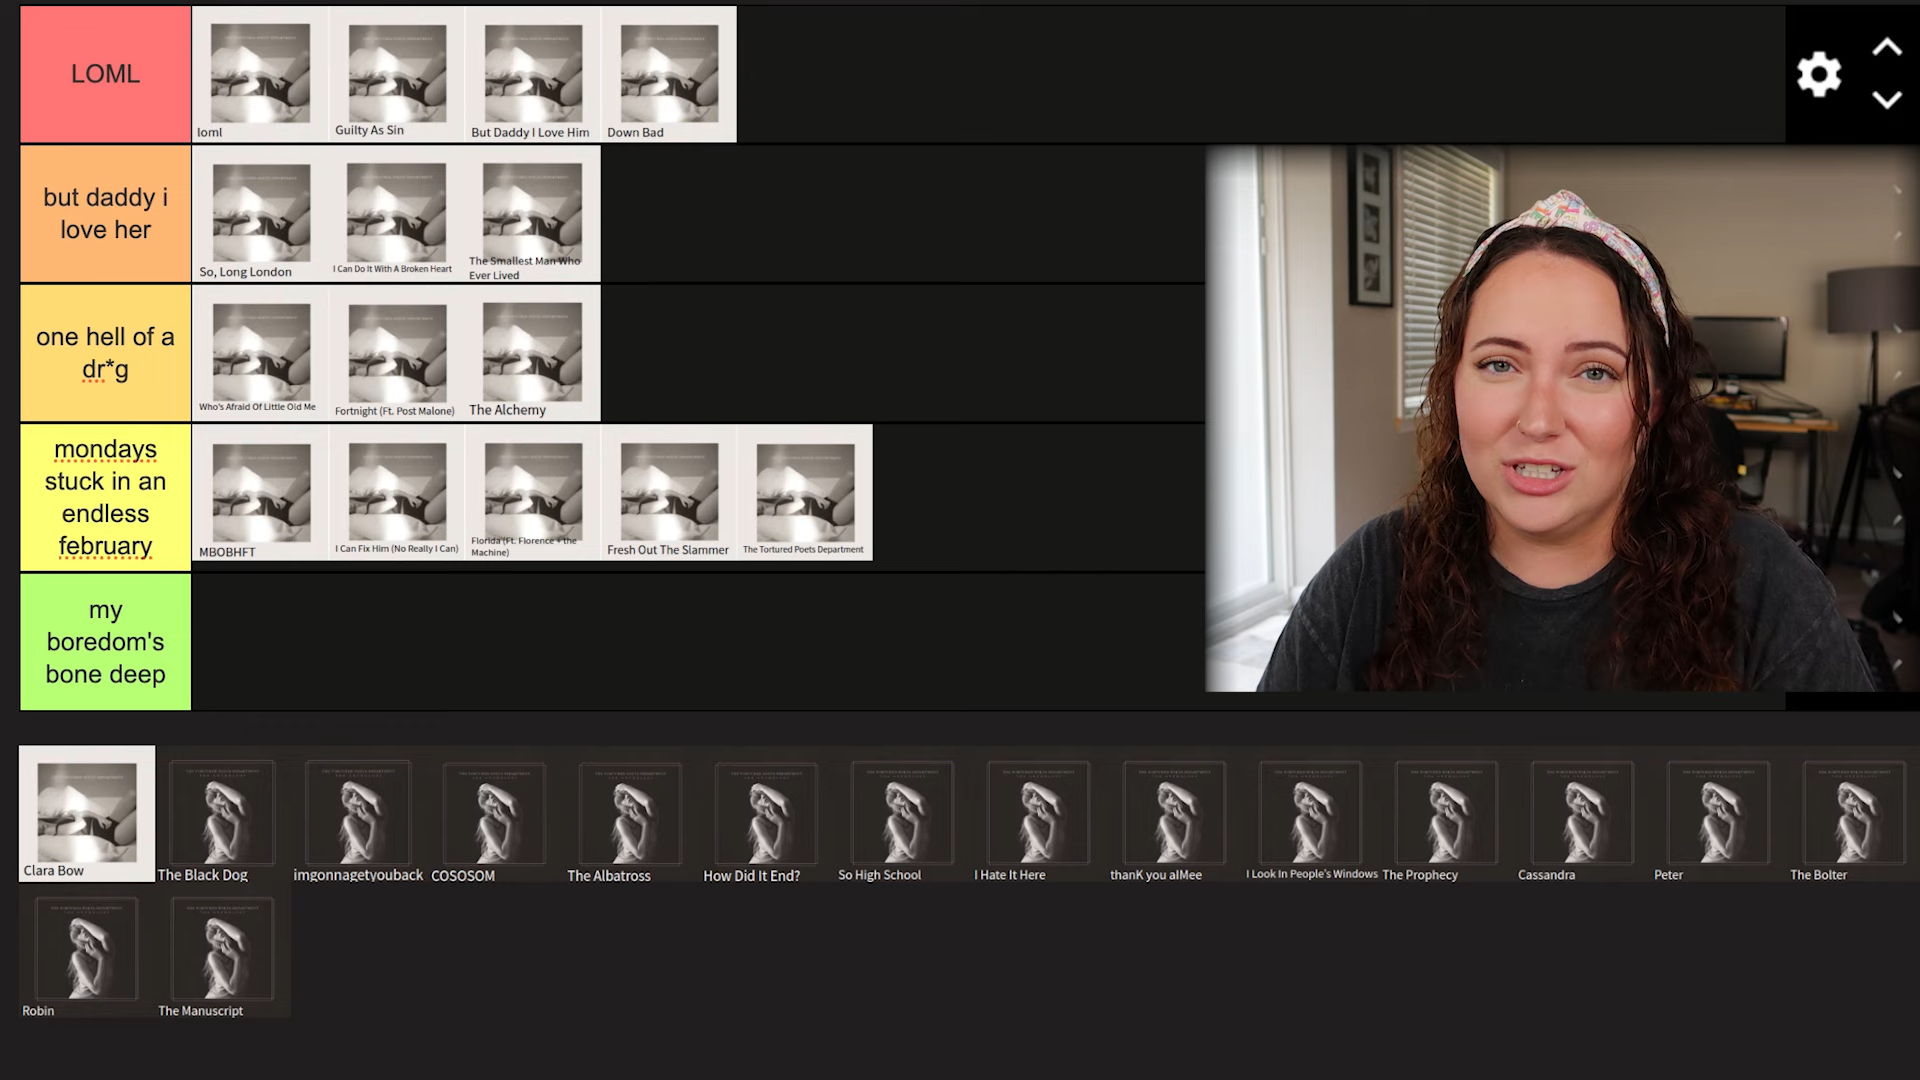 LOML
loml
Guilty As Sin
But Daddy I Love Him
Down Bad
but daddy i
love her
So, Long London
I Can Do It With A Broken Heart
The Smallest Man Who
Ever Lived
one hell of a
dr*g
Who's Afraid Of Little Old Me
Fortnight (Ft. Post Malone)
The Alchemy
mondays
stuck in an
endless
february
MBOBHFT
I Can Fix Him (No Really I Can)
Florida (Ft. Florence + the
Machine)
Fresh Out The Slammer
The Tortured Poets Department
my
boredom's
bone deep
Clara Bow
The Black Dog
imgonnagetyouback
COSOSOM
The Albatross
How Did It End?
So High School
I Hate It Here
thanK you aIMee
I Look In People's Windows
The Prophecy
Cassandra
Peter
The Bolter
Robin
The Manuscript